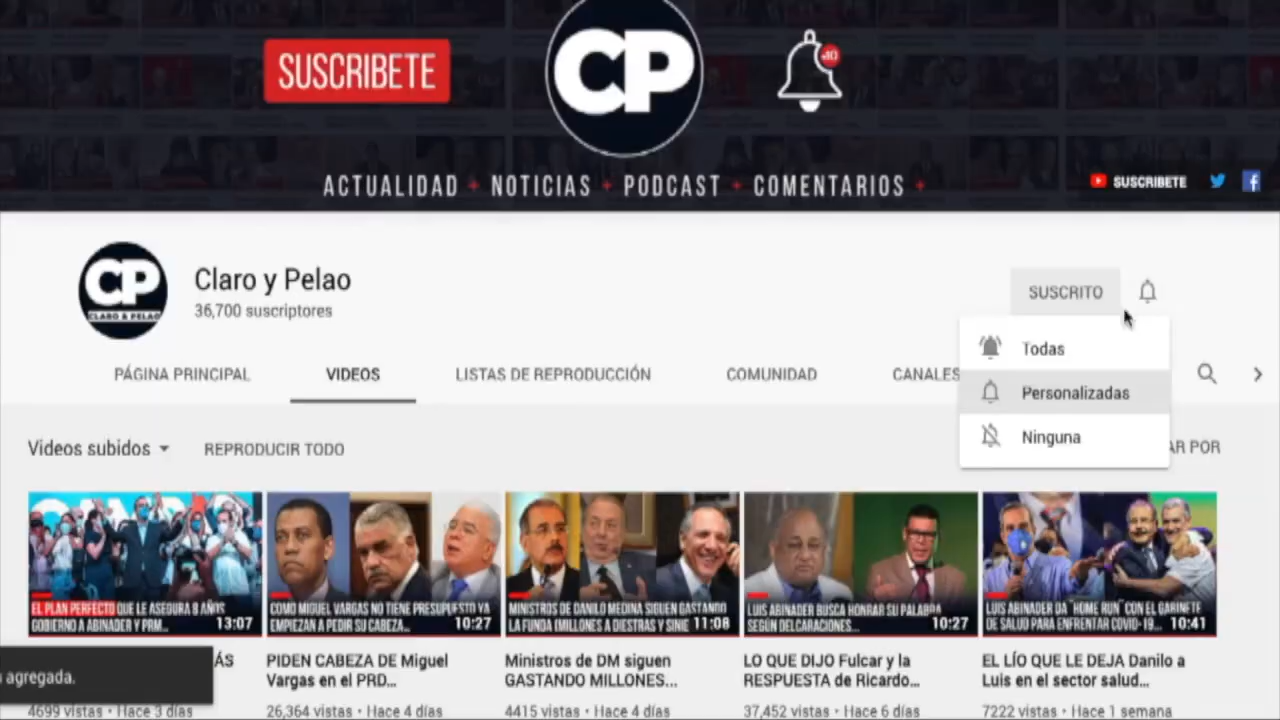 SUSCRIBETE
CP
ACTUALIDAD + NOTICIAS + PODCAST + COMENTARIOS +
SUSCRIBETE
CP
CLARO & PELAO
Claro y Pelao
36,700 suscriptores
SUSCRITO
Todas
Personalizadas
Ninguna
PÁGINA PRINCIPAL
VIDEOS
LISTAS DE REPRODUCCIÓN
COMUNIDAD
CANALES
Videos subidos
REPRODUCIR TODO
AR POR
EL PLAN PERFECTO QUE LE ASEGURA 8 AÑOS
GOBIERNO A ABINADER Y PRM...
13:07
COMO MIGUEL VARGAS NO TIENE PRESUPUESTO YA
EMPIEZAN A PEDIR SU CABEZA...
10:27
MINISTROS DE DANILO MEDINA SIGUEN GASTANDO
LA FUNDA (MILLONES A DIESTRAS Y SINIE
11:08
LUIS ABINADER BUSCA HONRAR SU PALABRA
SEGÚN DELCARACIONES...
10:27
LUIS ABINADER DA "HOME RUN" CON EL GABINETE
DE SALUD PARA ENFRENTAR COVID-19...
10:41
ÁS
agregada.
4699 vistas • Hace 3 días
PIDEN CABEZA DE Miguel
Vargas en el PRD...
26,364 vistas • Hace 4 días
Ministros de DM siguen
GASTANDO MILLONES...
4415 vistas • Hace 4 días
LO QUE DIJO Fulcar y la
RESPUESTA de Ricardo...
37,452 vistas • Hace 6 días
EL LÍO QUE LE DEJA Danilo a
Luis en el sector salud...
7222 vistas • Hace 1 semana